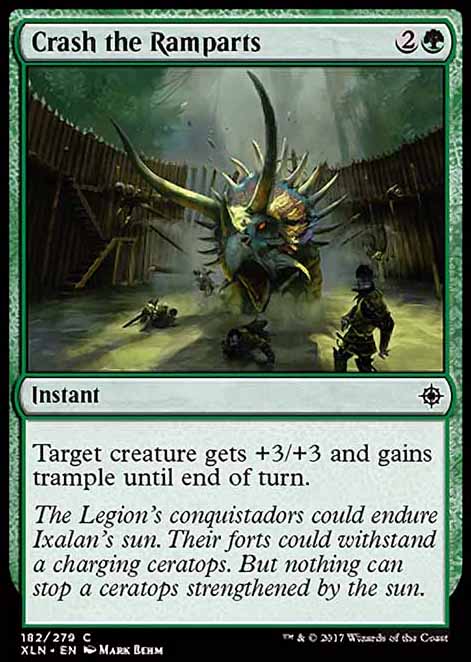 Crash the Ramparts 2
Instant
Target creature gets +3/+3 and gains
trample until end of turn.
The Legion's conquistadors could endure
Ixalan's sun. Their forts could withstand
a charging ceratops. But nothing can
stop a ceratops strengthened by the sun.
182/279 C
XLN • EN Mark Behm
™ & © 2017 Wizards of the Coast